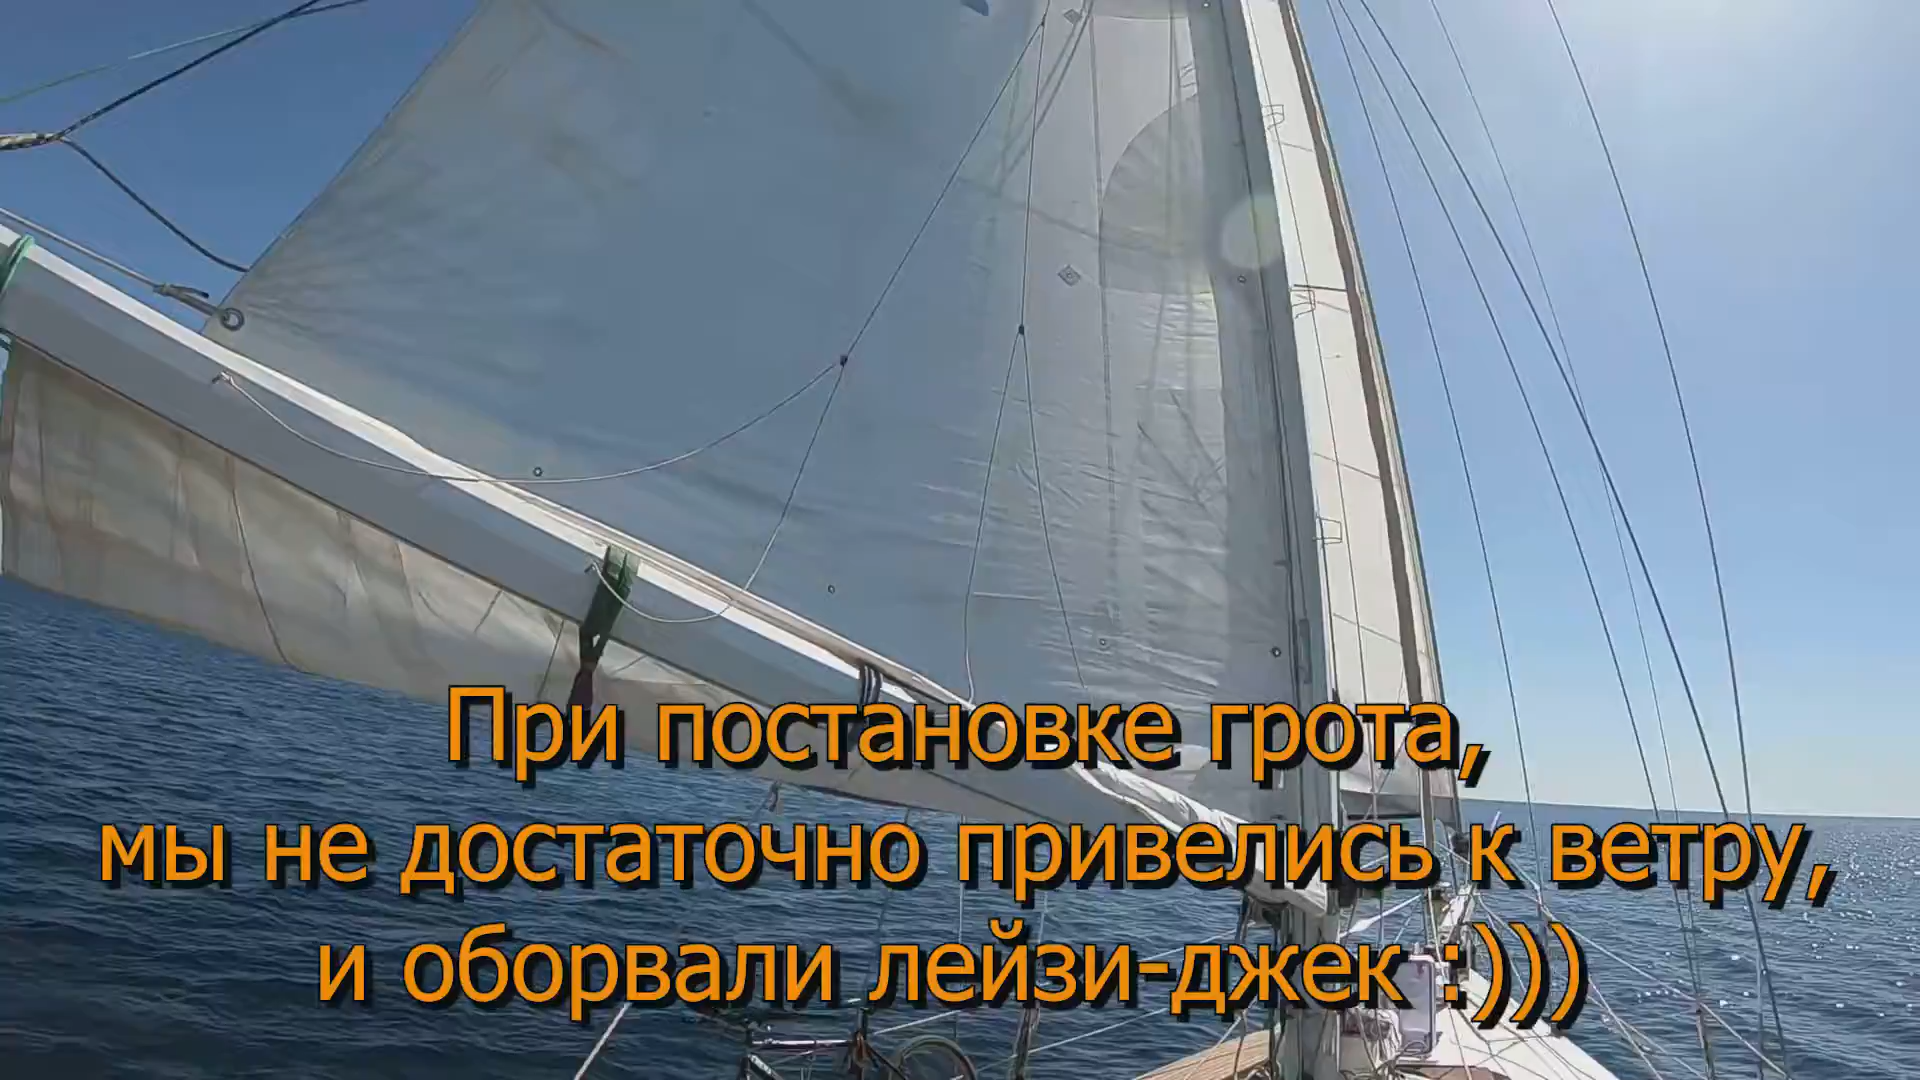 При постановке грота,
мы не достаточно привелись к ветру,
и оборвали лейзи-джек :)))